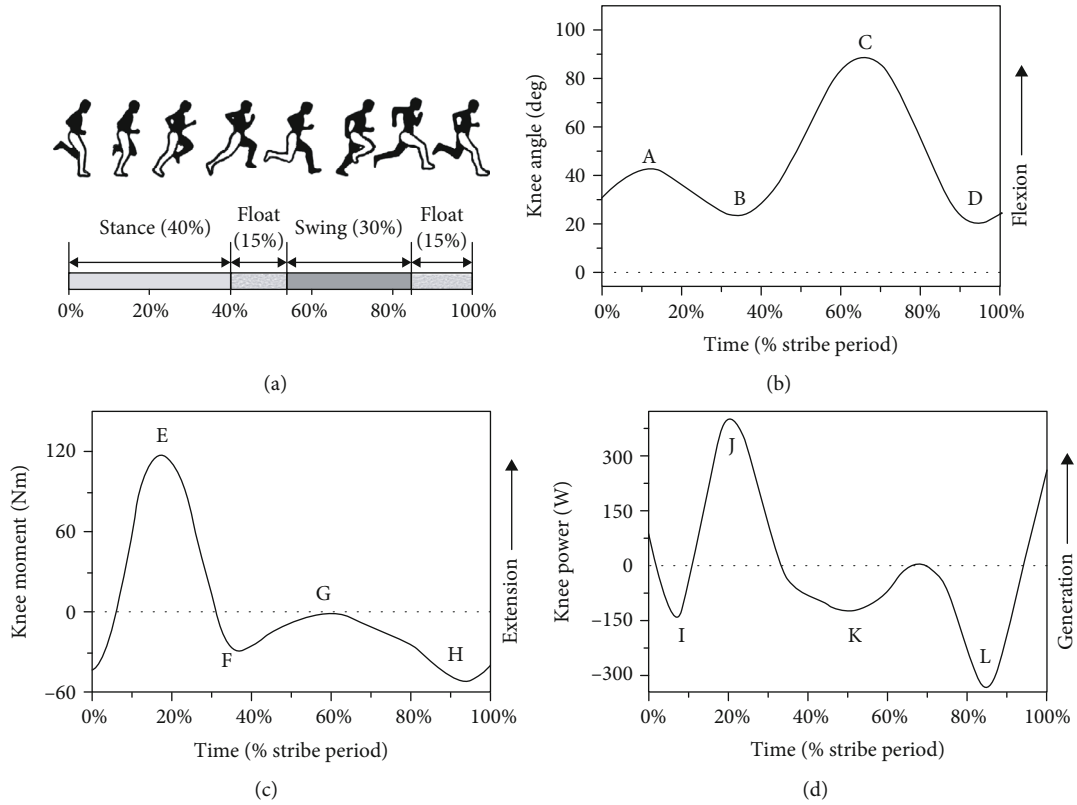 Stance (40%)
Float
(15%)
Swing (30%)
Float
(15%)
0%
20%
40%
60%
80%
100%
(a)
Knee angle (deg)
100
80
60
40
20
0
A
B
C
D
Flexion
0%
20%
40%
60%
80%
100%
Time (% stribe period)
(b)
Knee moment (Nm)
120
60
0
−60
E
F
G
H
Extension
0%
20%
40%
60%
80%
100%
Time (% stribe period)
(c)
Knee power (W)
300
150
0
−150
−300
I
J
K
L
Generation
0%
20%
40%
60%
80%
100%
Time (% stribe period)
(d)